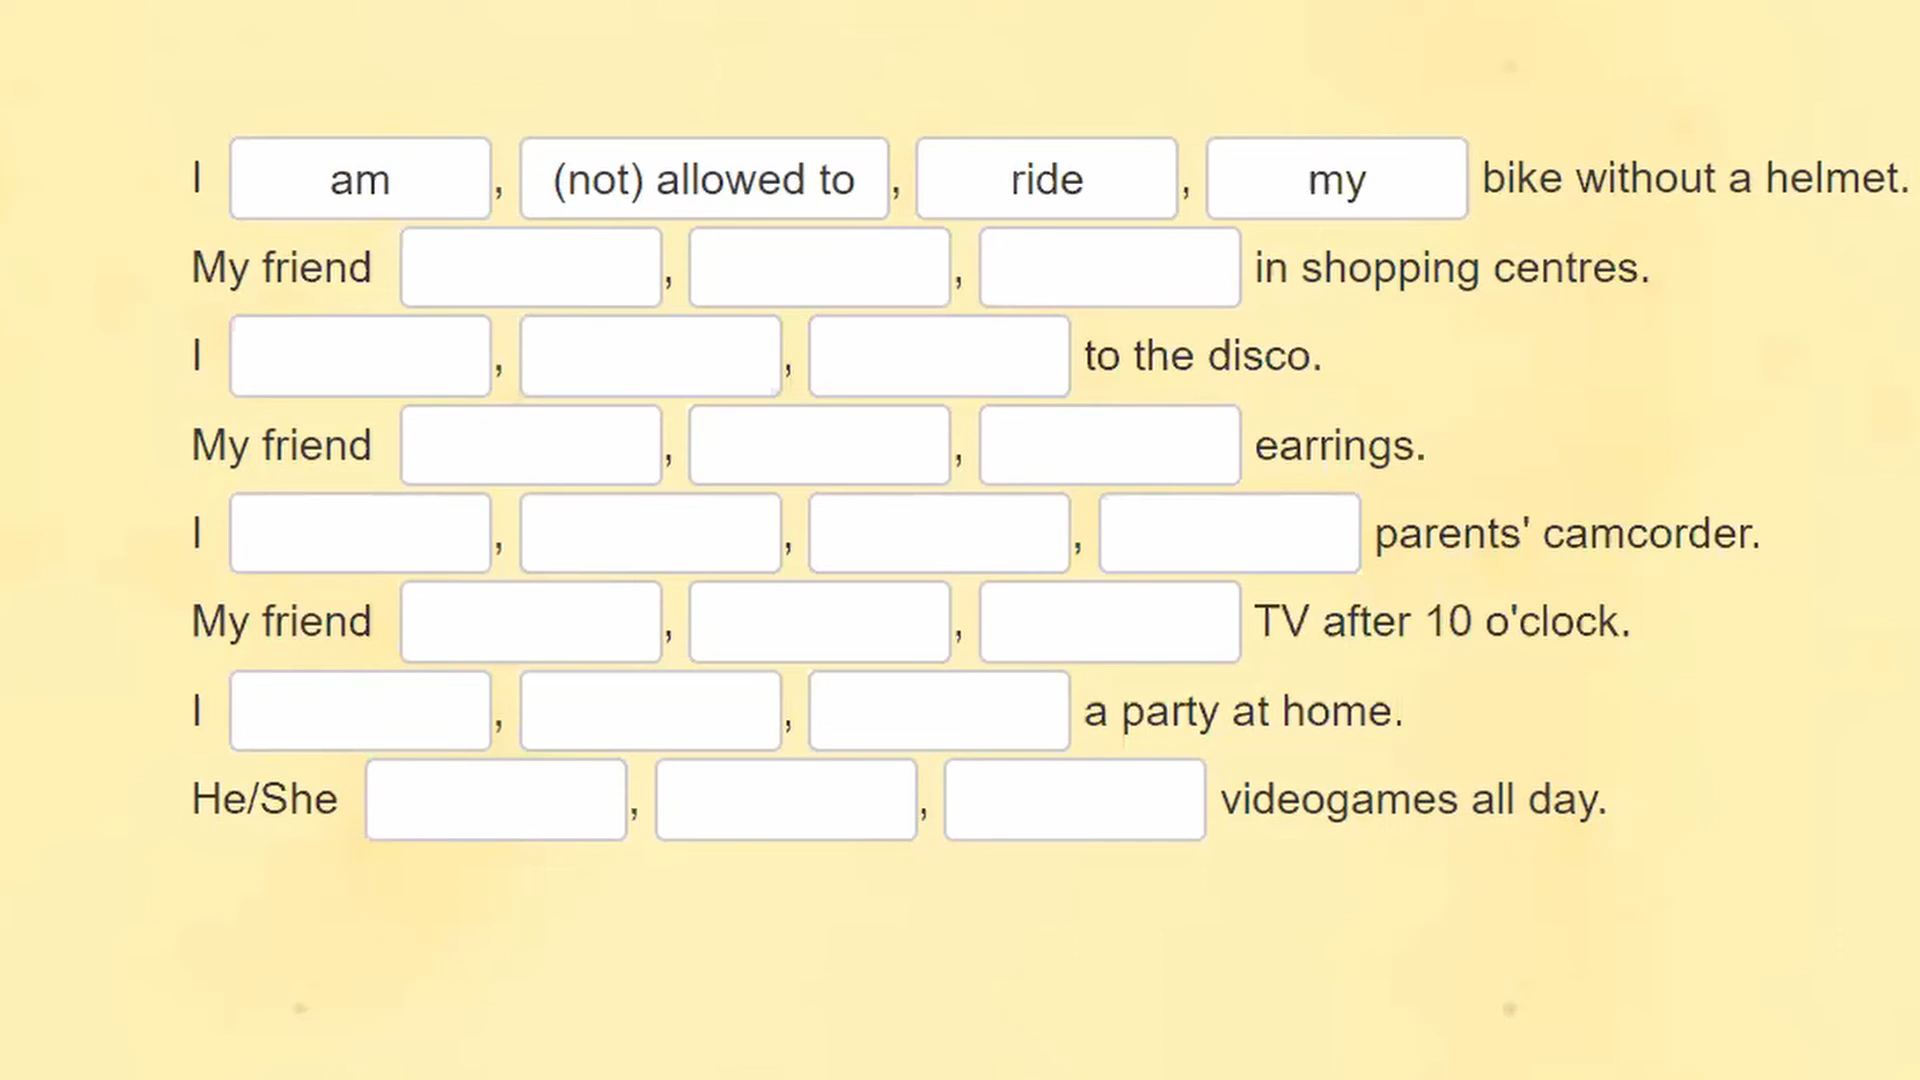 I am , (not) allowed to , ride , my bike without a helmet.
My friend , , in shopping centres.
I , , to the disco.
My friend , , earrings.
I , , , parents' camcorder.
My friend , , TV after 10 o'clock.
I , , a party at home.
He/She , , videogames all day.